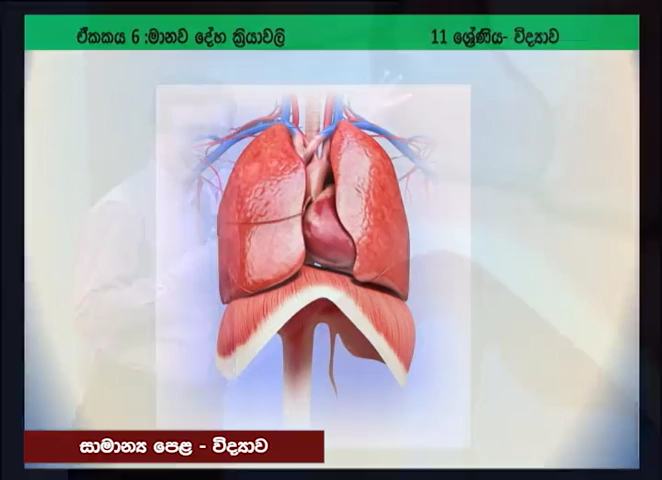 ඒකකය 6 :මානව දේහ ක්‍රියාවලි
11 ශ්‍රේණිය- විද්‍යාව
සාමාන්‍ය පෙළ - විද්‍යාව